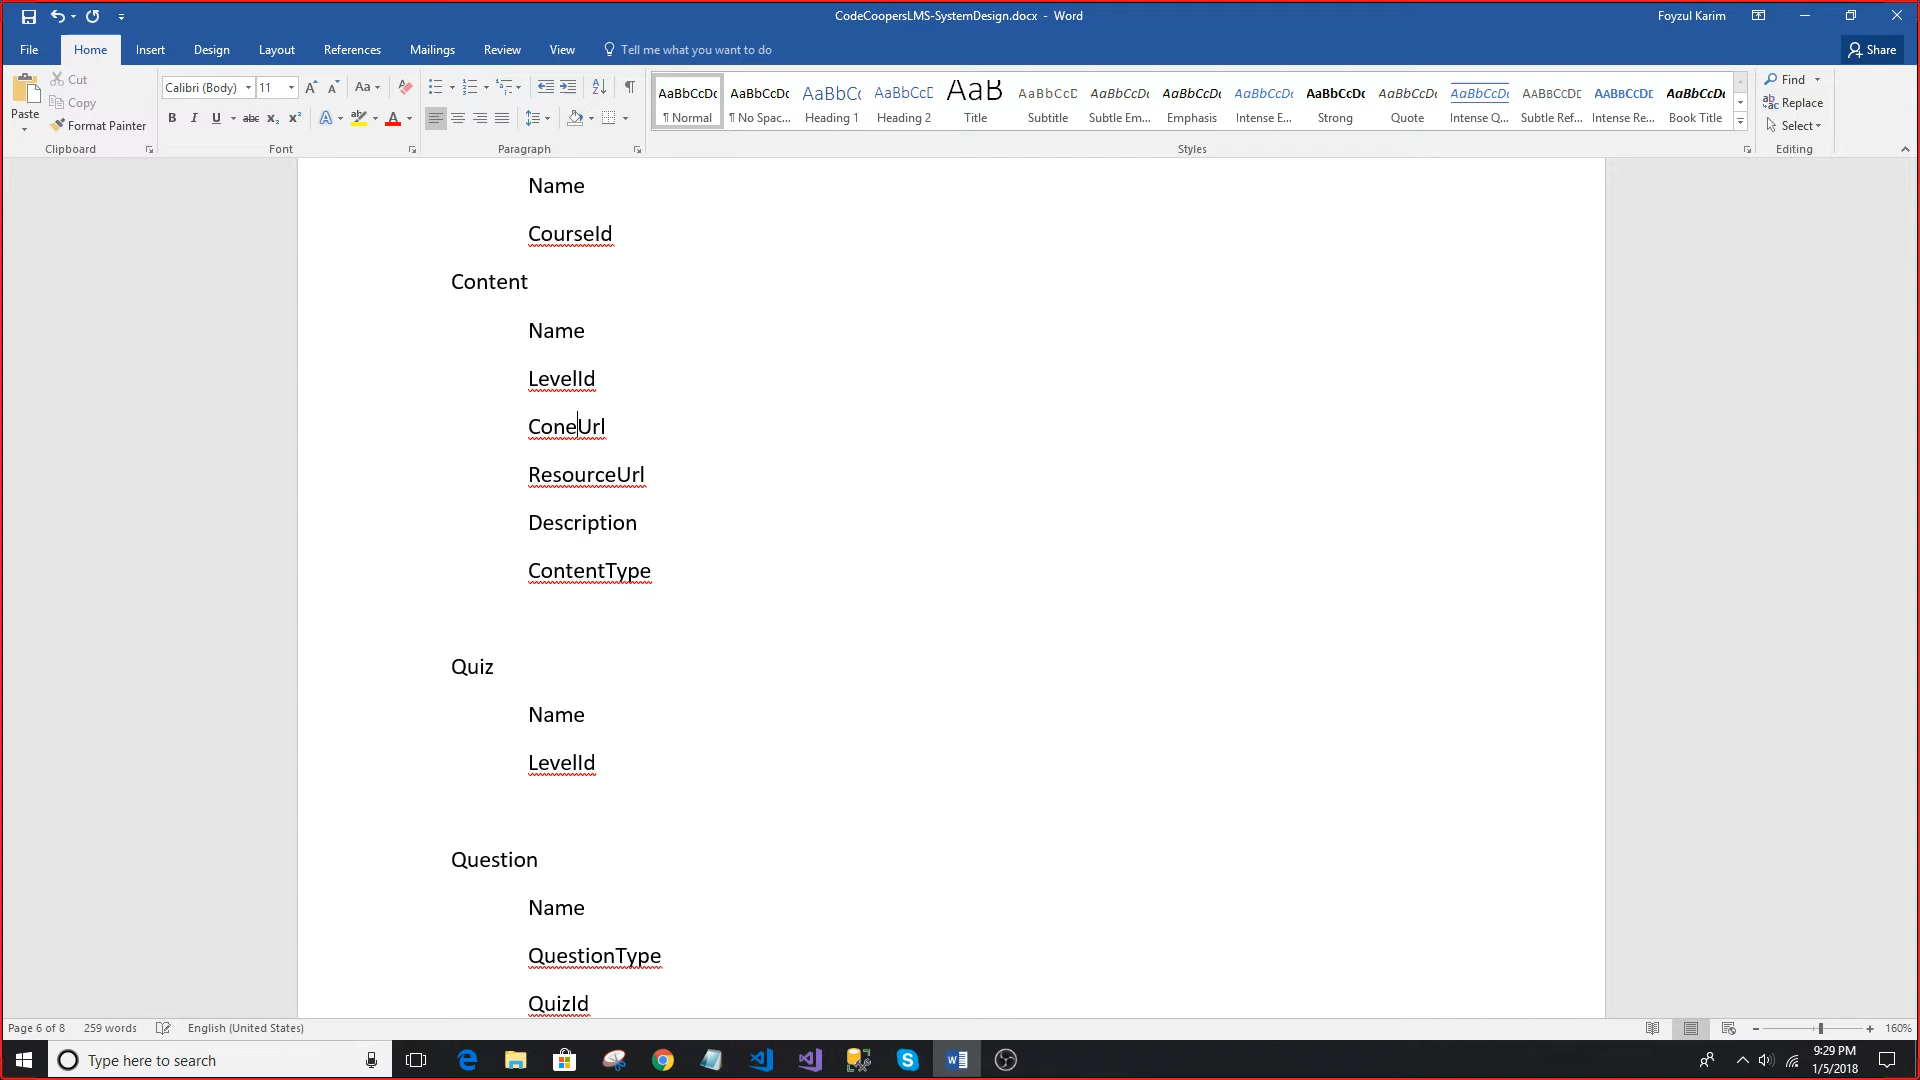 CodeCoopersLMS-SystemDesign.docx - Word
Foyzul Karim
File Home Insert Design Layout References Mailings Review View Tell me what you want to do Share
Paste
Cut
Copy
Format Painter
Clipboard
Calibri (Body) 11
Font
Paragraph
AaBbCcDc AaBbCcDc AaBbCc AaBbCcD AaB AaBbCcD AaBbCcDc AaBbCcDc AaBbCcDc AaBbCcDc AaBbCcDc AaBbCcDc AABBCCDE AABBCCDE AaBbCcDc
¶ Normal ¶ No Spac... Heading 1 Heading 2 Title Subtitle Subtle Em... Emphasis Intense E... Strong Quote Intense Q... Subtle Ref... Intense Re... Book Title
Styles
Find
Replace
Select
Editing
Name
CourseId
Content
Name
LevelId
ConeUrl
ResourceUrl
Description
ContentType
Quiz
Name
LevelId
Question
Name
QuestionType
QuizId
Page 6 of 8 259 words English (United States) 160%
Type here to search
9:29 PM
1/5/2018